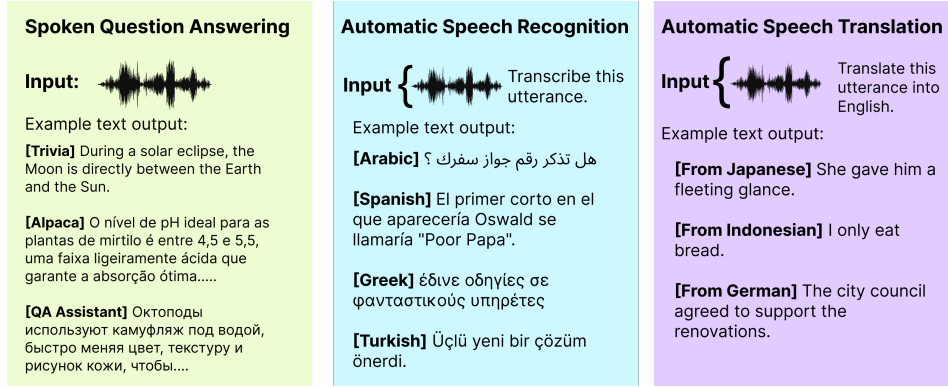 Spoken Question Answering
Input:
Example text output:
[Trivia] During a solar eclipse, the
Moon is directly between the Earth
and the Sun.
[Alpaca] O nível de pH ideal para as
plantas de mirtilo é entre 4,5 e 5,5,
uma faixa ligeiramente ácida que
garante a absorção ótima.....
[QA Assistant] Октоподы
используют камуфляж под водой,
быстро меняя цвет, текстуру и
рисунок кожи, чтобы....
Automatic Speech Recognition
Input {
Transcribe this
utterance.
Example text output:
[Arabic] هل تذكر رقم جواز سفرك ؟
[Spanish] El primer corto en el
que aparecería Oswald se
llamaría "Poor Papa".
[Greek] έδινε οδηγίες σε
φανταστικούς υπηρέτες
[Turkish] Üçlü yeni bir çözüm
önerdi.
Automatic Speech Translation
Input {
Translate this
utterance into
English.
Example text output:
[From Japanese] She gave him a
fleeting glance.
[From Indonesian] I only eat
bread.
[From German] The city council
agreed to support the
renovations.